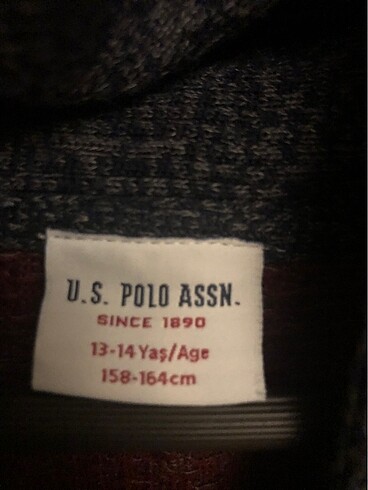 U.S. POLO ASSN.
SINCE 1890
13-14 Yaş/Age
158-164cm